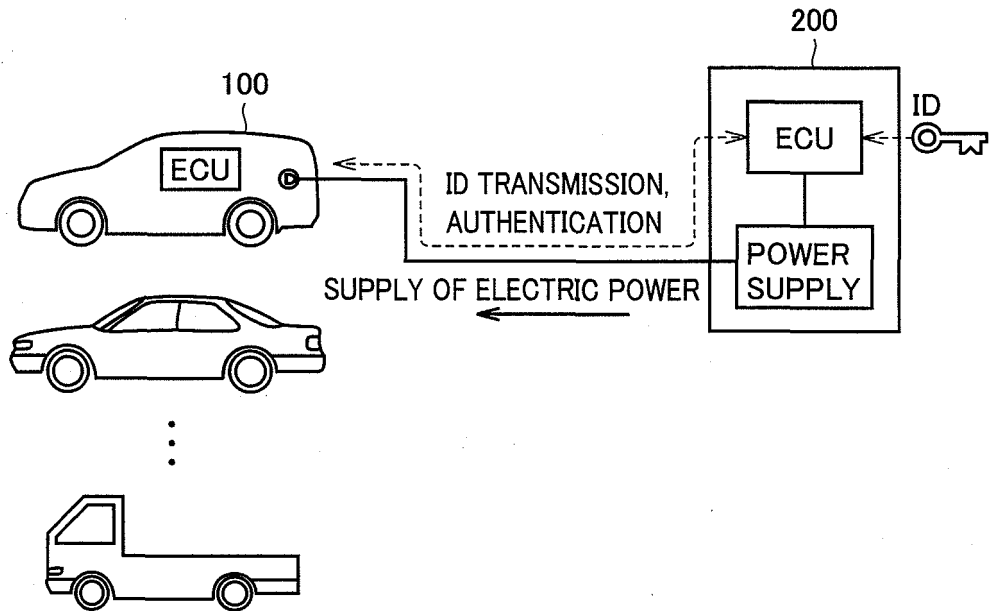 200
100
ID
ECU
ECU
ID TRANSMISSION,
AUTHENTICATION
POWER
SUPPLY
SUPPLY OF ELECTRIC POWER